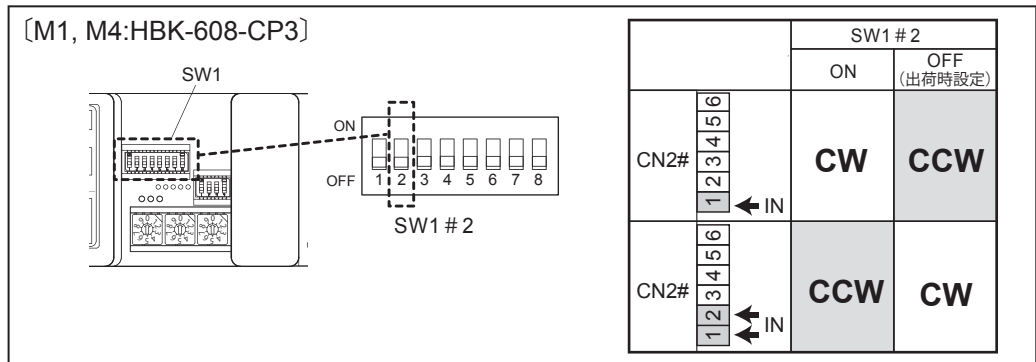 〔M1, M4:HBK-608-CP3〕
SW1
ON
OFF
1 2 3 4 5 6 7 8
SW1＃2
SW1＃2
ON
OFF
（出荷時設定）
CN2#
6
5
4
3
2
1
IN
CW
CCW
CN2#
6
5
4
3
2
1
IN
CCW
CW